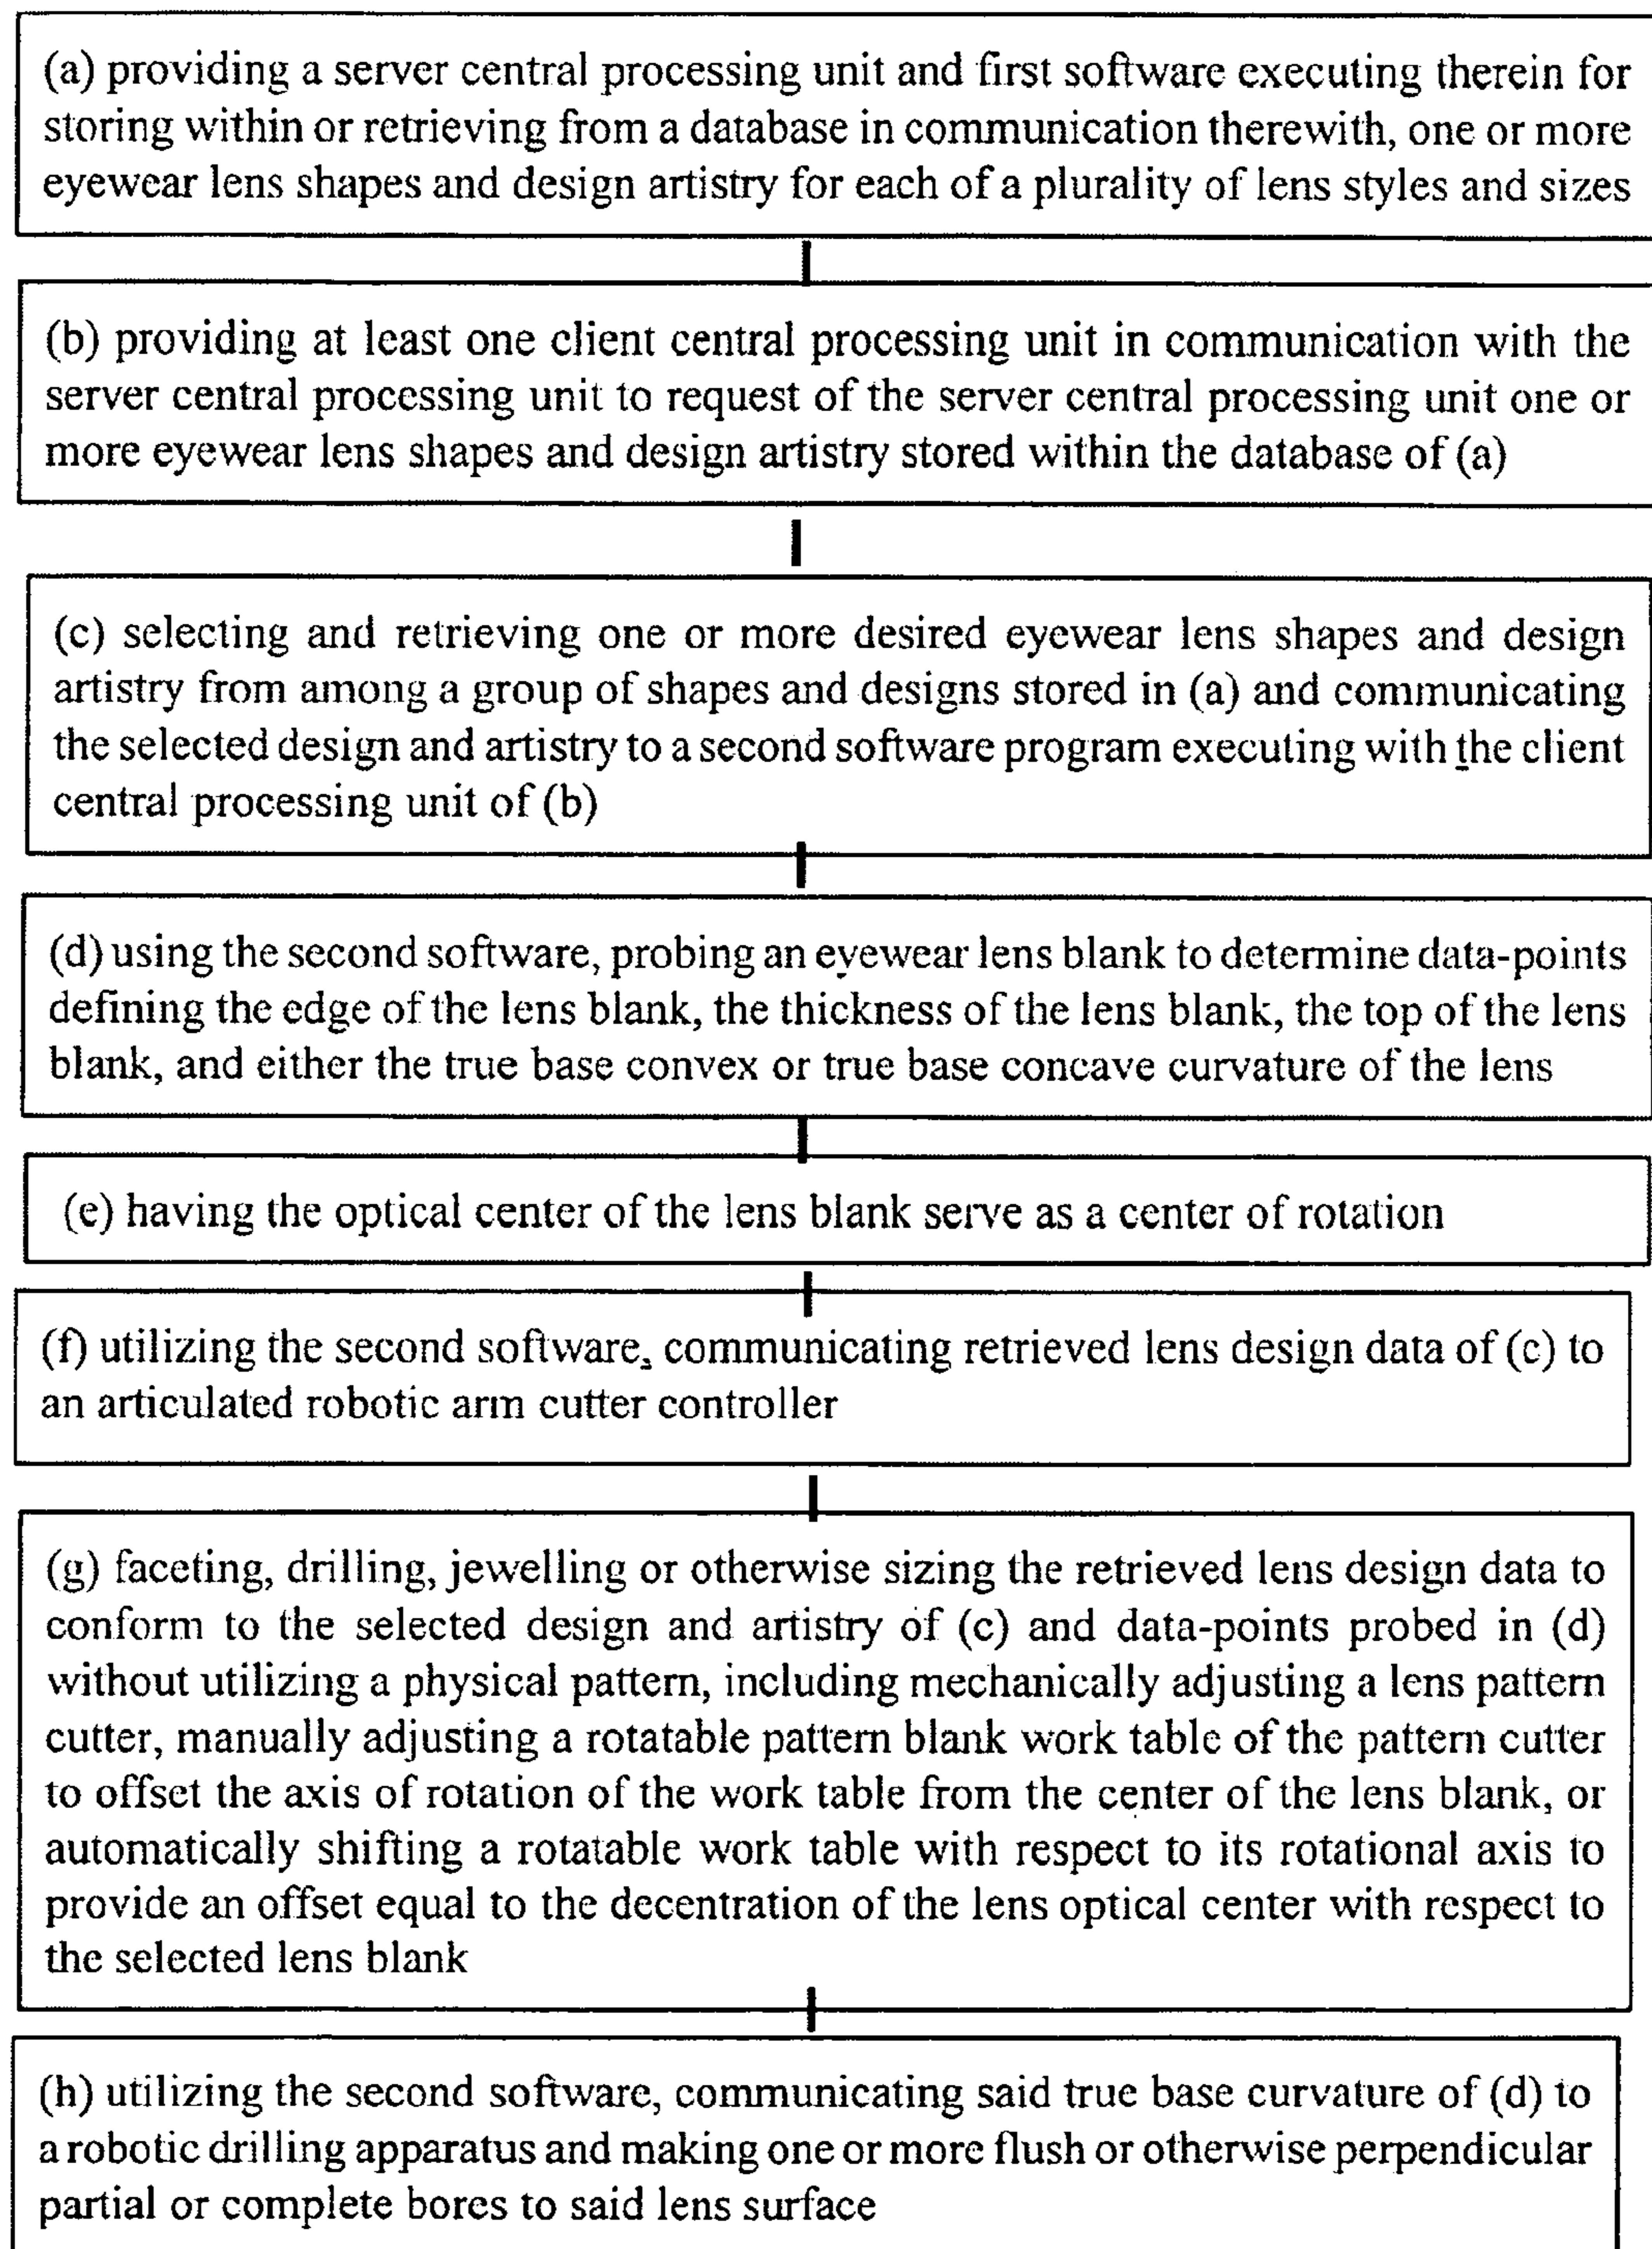 (a) providing a server central processing unit and first software executing therein for
storing within or retrieving from a database in communication therewith, one or more
eyewear lens shapes and design artistry for each of a plurality of lens styles and sizes
(b) providing at least one client central processing unit in communication with the
server central processing unit to request of the server central processing unit one or
more eyewear lens shapes and design artistry stored within the database of (a)
(c) selecting and retrieving one or more desired eyewear lens shapes and design
artistry from among a group of shapes and designs stored in (a) and communicating
the selected design and artistry to a second software program executing with the client
central processing unit of (b)
(d) using the second software, probing an eyewear lens blank to determine data-points
defining the edge of the lens blank, the thickness of the lens blank, the top of the lens
blank, and either the true base convex or true base concave curvature of the lens
(e) having the optical center of the lens blank serve as a center of rotation
(f) utilizing the second software, communicating retrieved lens design data of (c) to
an articulated robotic arm cutter controller
(g) faceting, drilling, jewelling or otherwise sizing the retrieved lens design data to
conform to the selected design and artistry of (c) and data-points probed in (d)
without utilizing a physical pattern, including mechanically adjusting a lens pattern
cutter, manually adjusting a rotatable pattern blank work table of the pattern cutter
to offset the axis of rotation of the work table from the center of the lens blank, or
automatically shifting a rotatable work table with respect to its rotational axis to
provide an offset equal to the decentration of the lens optical center with respect to
the selected lens blank
(h) utilizing the second software, communicating said true base curvature of (d) to
a robotic drilling apparatus and making one or more flush or otherwise perpendicular
partial or complete bores to said lens surface